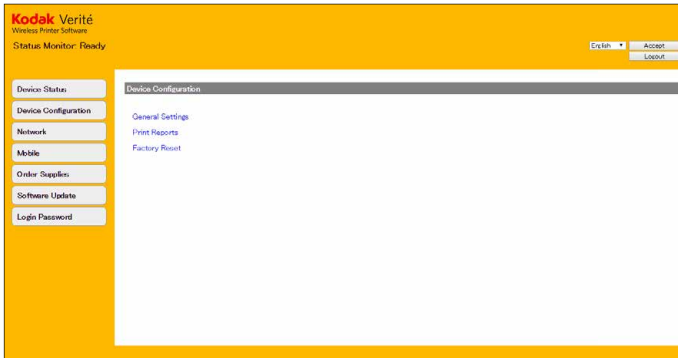 Kodak Verité
Wireless Printer Software
Status Monitor: Ready
English
Accept
Logout
Device Status
Device Configuration
Network
Mobile
Order Supplies
Software Update
Login Password
Device Configuration
General Settings
Print Reports
Factory Reset